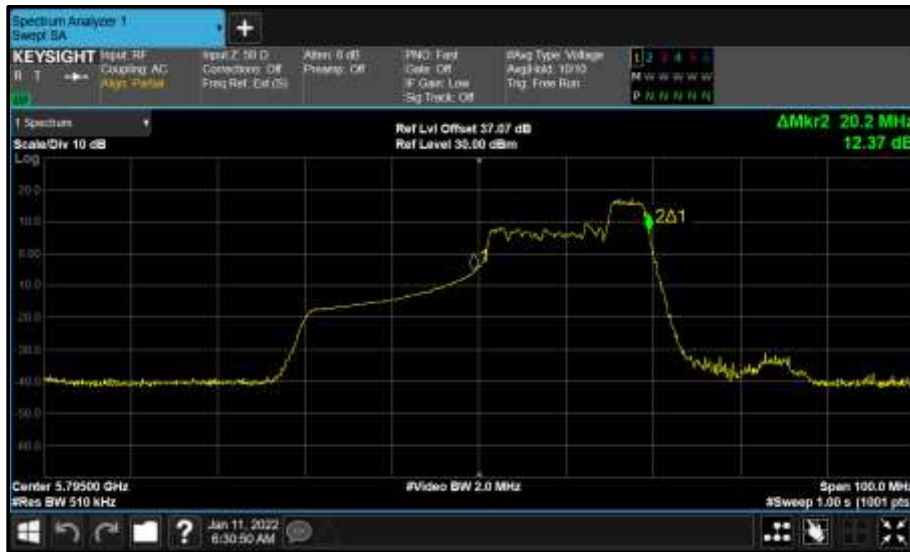 Spectrum Analyzer 1
Swept SA
+
KEYSIGHT Input: RF
R T
Coupling: AC
Align: Partial
Input Z: 50 Ω
Corrections: Off
Freq Ref: Ext (S)
Atten: 6 dB
Preamp: Off
PNO: Fast
Gate: Off
IF Gain: Low
Sig Track: Off
#Avg Type: Voltage
Avg|Hold: 10/10
Trig: Free Run
1 2 3 4 5 6
M W W W W W
P N N N N N
1 Spectrum
Scale/Div 10 dB
Ref Lvl Offset 37.07 dB
Ref Level 30.00 dBm
ΔMkr2 20.2 MHz
12.37 dB
Log
20.0
10.0
0.00
-10.0
-20.0
-30.0
-40.0
-50.0
-60.0
2Δ1
Center 5.79500 GHz
#Res BW 510 kHz
#Video BW 2.0 MHz
Span 100.0 MHz
#Sweep 1.00 s (1001 pts
?
Jan 11, 2022
6:30:50 AM